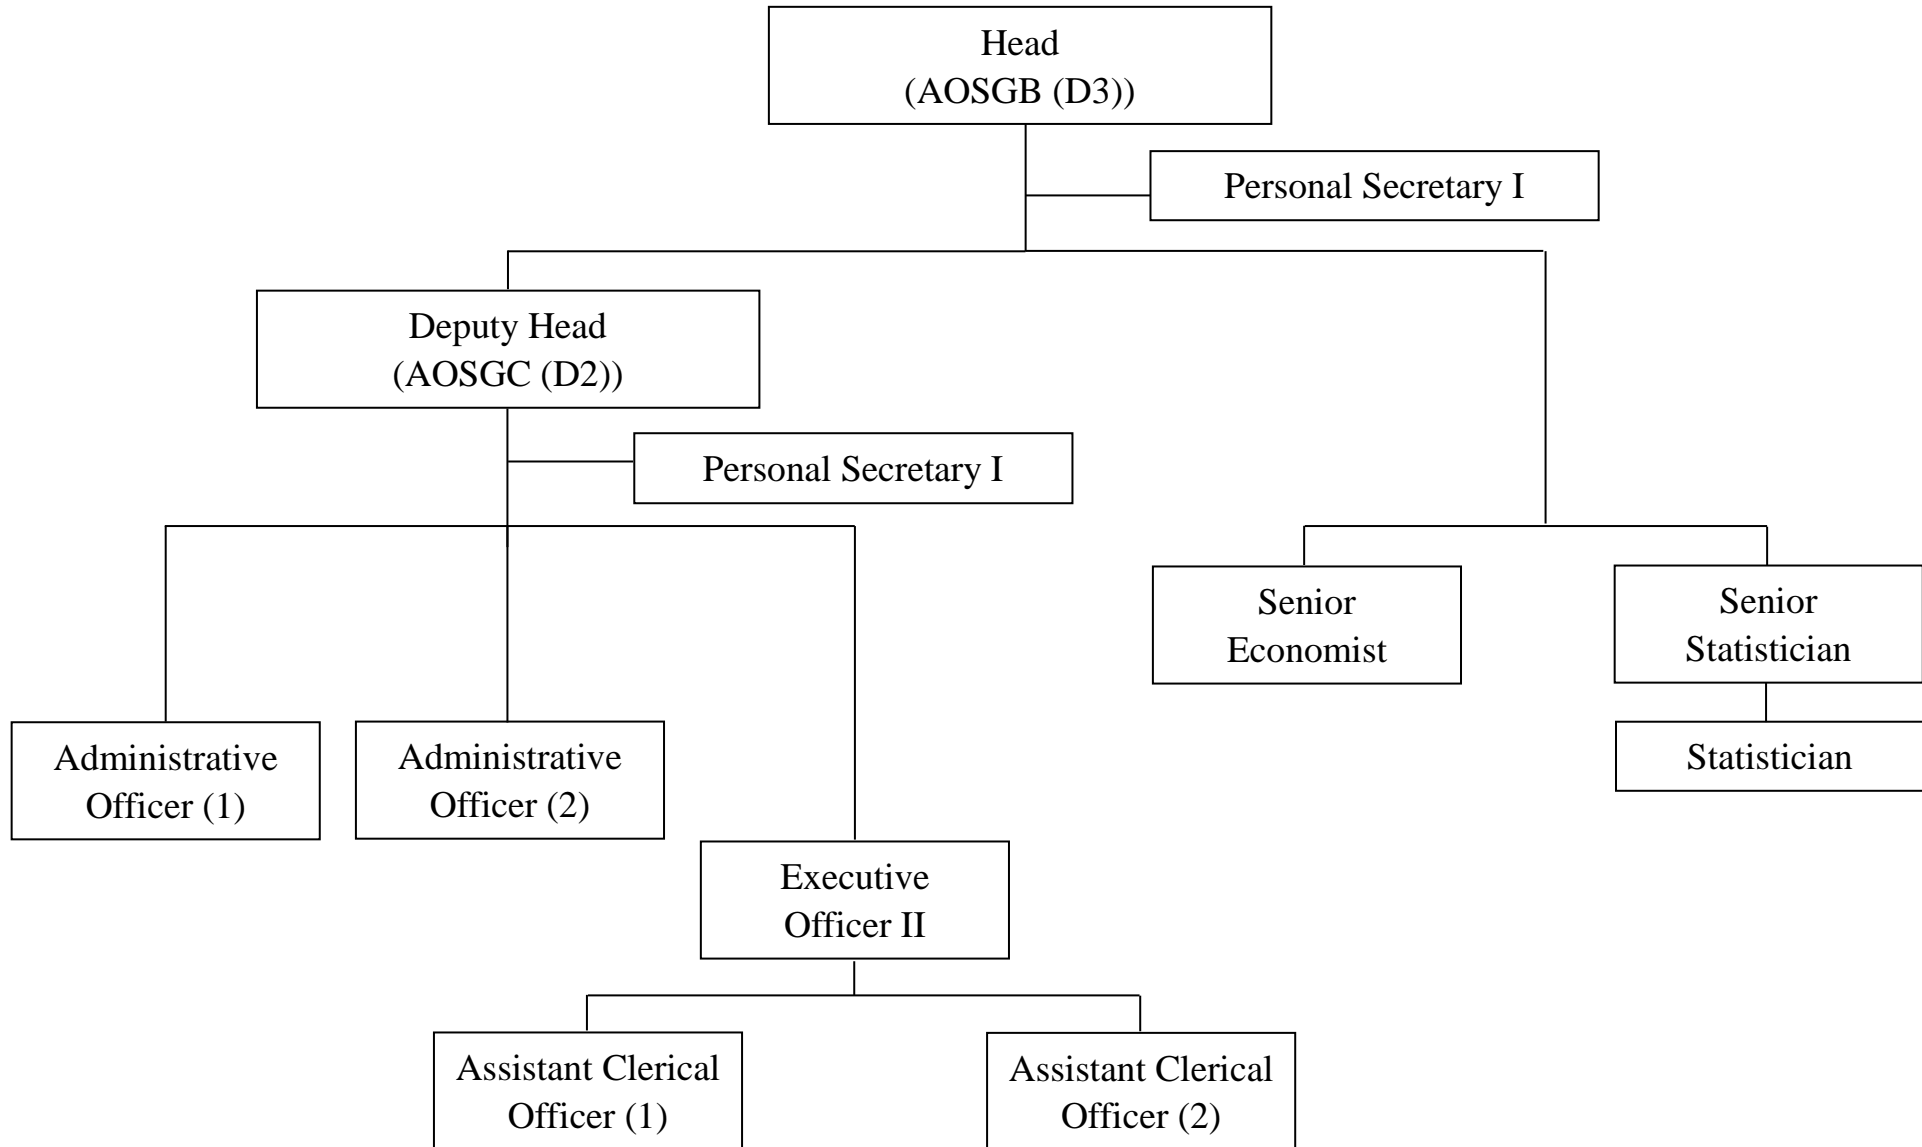 Head
(AOSGB (D3))
Personal Secretary I
Deputy Head
(AOSGC (D2))
Personal Secretary I
Senior
Economist
Senior
Statistician
Statistician
Administrative
Officer (1)
Administrative
Officer (2)
Executive
Officer II
Assistant Clerical
Officer (1)
Assistant Clerical
Officer (2)